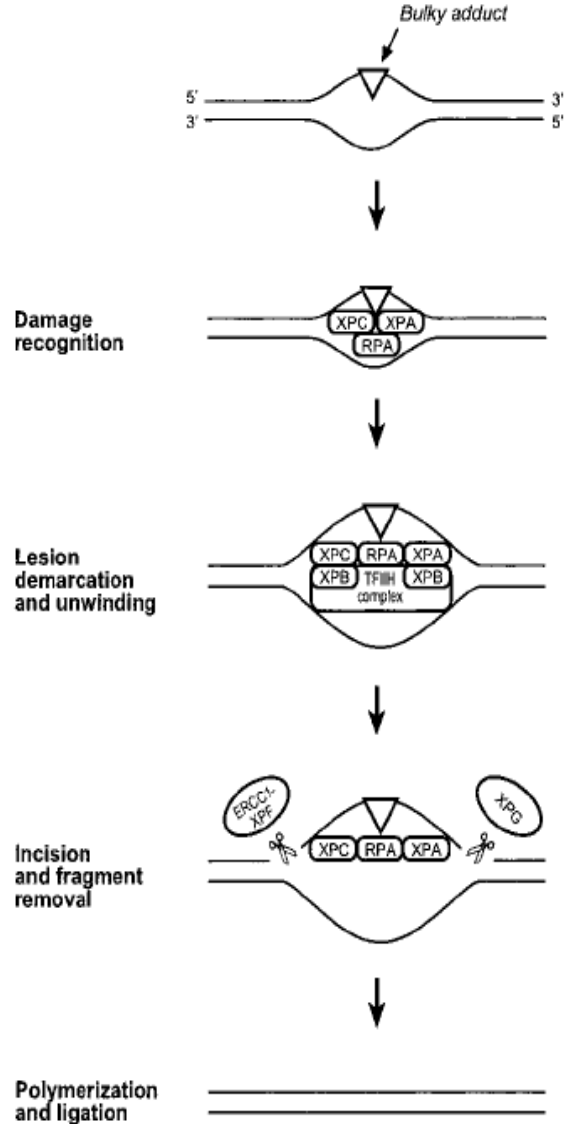 Bulky adduct
5' 3'
3' 5'
Damage
recognition
XPC XPA
RPA
Lesion
demarcation
and unwinding
XPC RPA XPA
XPB TFIIH XPB
complex
Incision
and fragment
removal
ERCC1-
XPF
XPG
XPC RPA XPA
Polymerization
and ligation